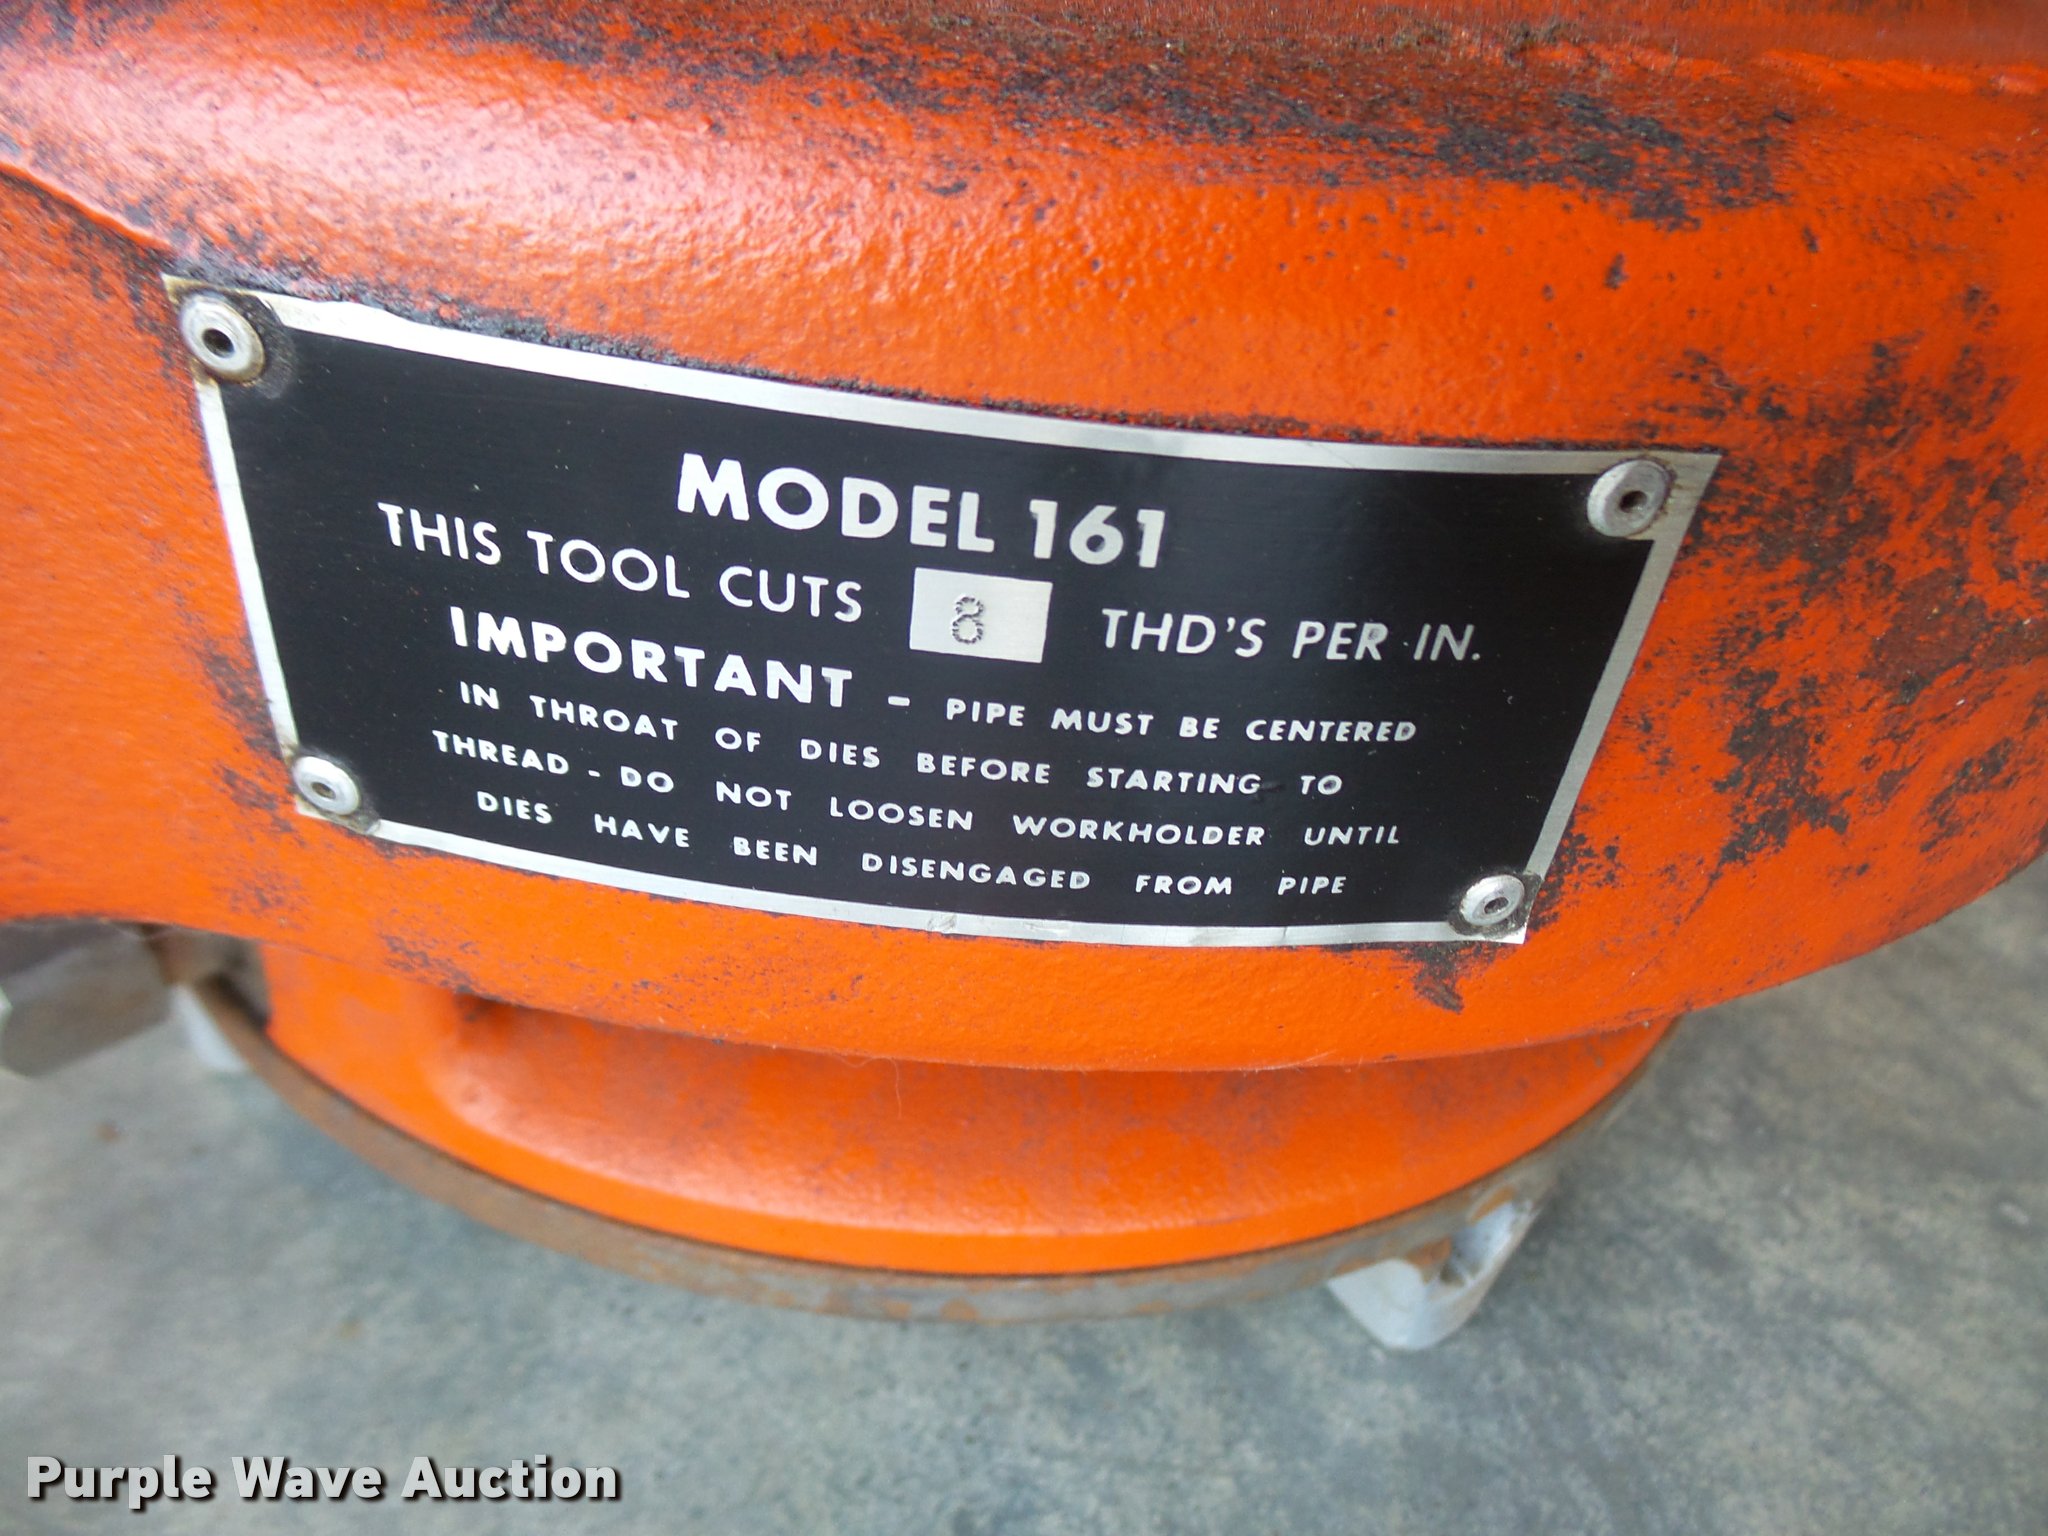 MODEL 161
THIS TOOL CUTS 8 THD'S PER IN.
IMPORTANT - PIPE MUST BE CENTERED
IN THROAT OF DIES BEFORE STARTING TO
THREAD - DO NOT LOOSEN WORKHOLDER UNTIL
DIES HAVE BEEN DISENGAGED FROM PIPE
Purple Wave Auction